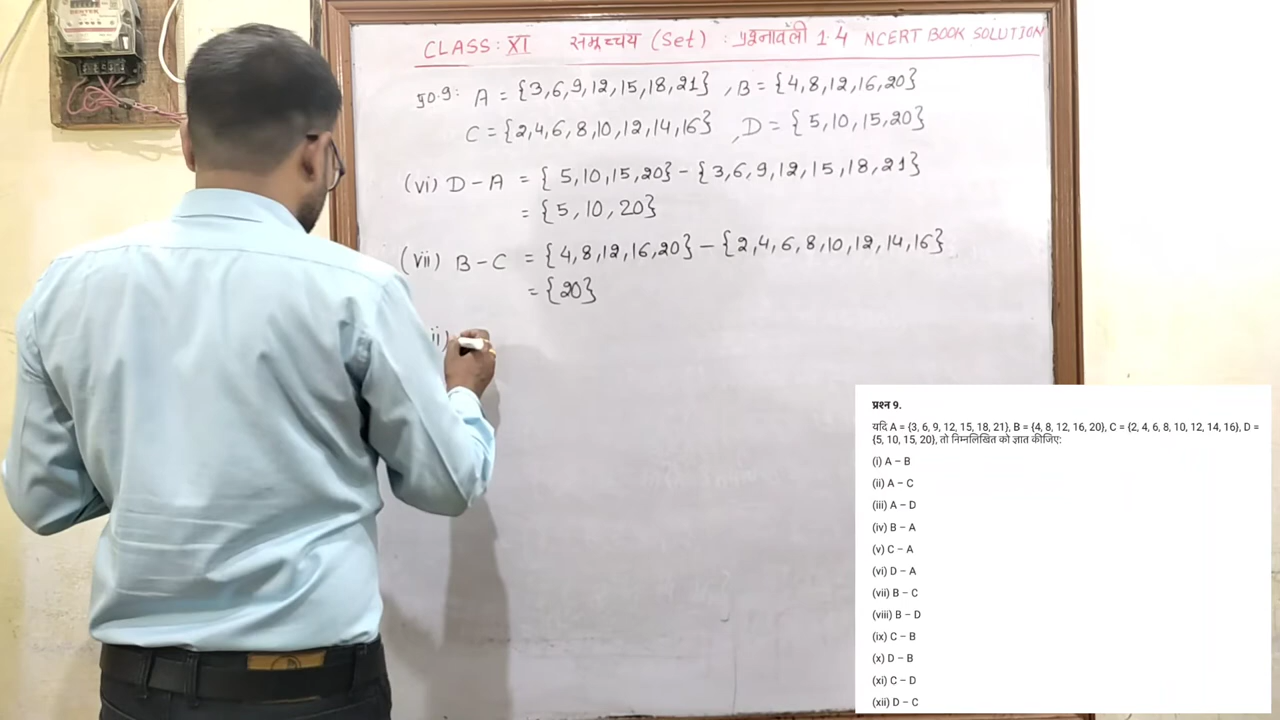 CLASS: XI समूच्चय (Set) : प्रश्नावली 1.4 NCERT BOOK SOLUTION
प्र०.9: A = {3,6,9,12,15,18,21} , B = {4,8,12,16,20}
C = {2,4,6,8,10,12,14,16} , D = {5,10,15,20}
(vi) D - A = {5,10,15,20} - {3,6,9,12,15,18,21}
= {5, 10, 20}
(vii) B - C = {4,8,12,16,20} - {2,4,6,8,10,12,14,16}
= {20}
ii)
प्रश्न 9.
यदि A = {3, 6, 9, 12, 15, 18, 21}, B = {4, 8, 12, 16, 20}, C = {2, 4, 6, 8, 10, 12, 14, 16}, D =
{5, 10, 15, 20}, तो निम्नलिखित को ज्ञात कीजिए:
(i) A – B
(ii) A – C
(iii) A – D
(iv) B – A
(v) C – A
(vi) D – A
(vii) B – C
(viii) B – D
(ix) C – B
(x) D – B
(xi) C – D
(xii) D – C